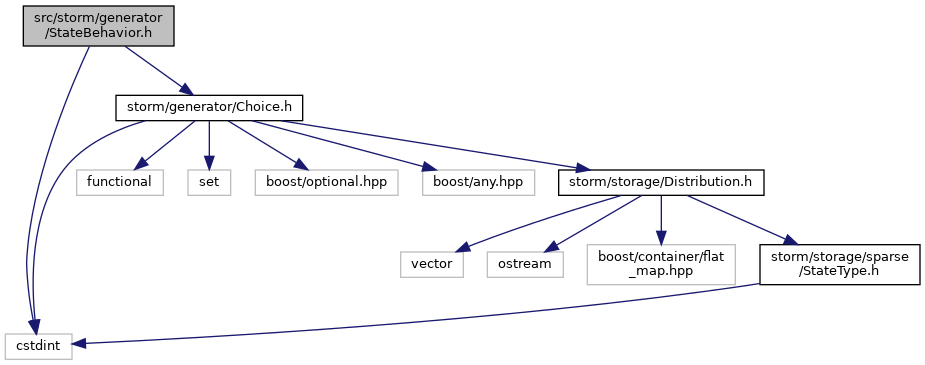 src/storm/generator
/StateBehavior.h
storm/generator/Choice.h
functional
set
boost/optional.hpp
boost/any.hpp
storm/storage/Distribution.h
vector
ostream
boost/container/flat
_map.hpp
storm/storage/sparse
/StateType.h
cstdint